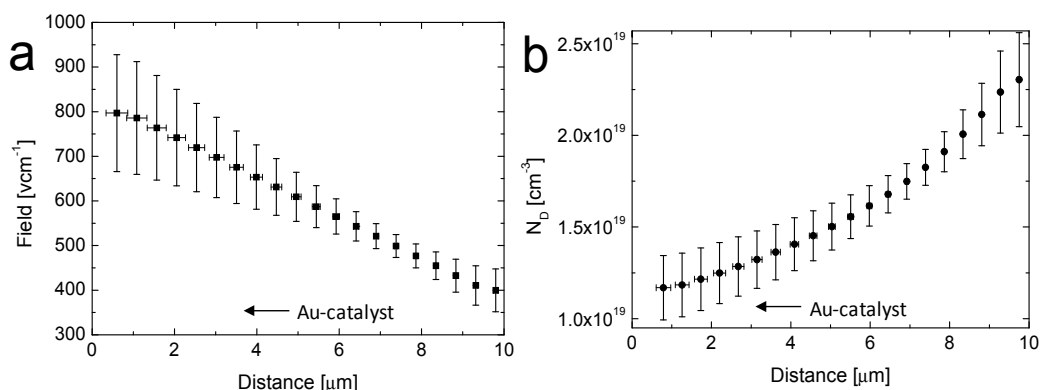 a
1000
900
800
700
600
500
400
300
Field [vcm⁻¹]
0 2 4 6 8 10
Distance [μm]
Au-catalyst
b
2.5x10¹⁹
2.0x10¹⁹
1.5x10¹⁹
1.0x10¹⁹
N_D [cm⁻³]
0 2 4 6 8 10
Distance [μm]
Au-catalyst